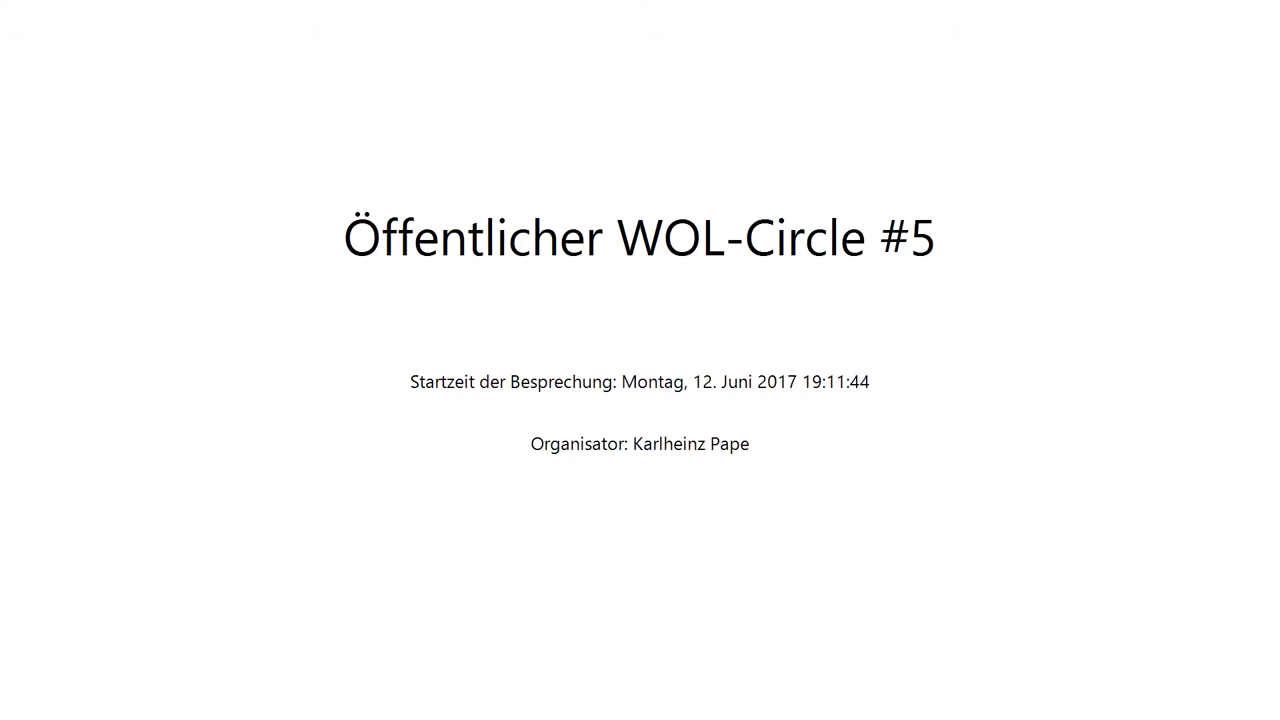 Öffentlicher WOL-Circle #5
Startzeit der Besprechung: Montag, 12. Juni 2017 19:11:44
Organisator: Karlheinz Pape